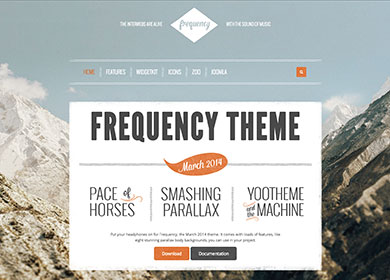 THE INTERWEBS ARE ALIVE
frequency
WITH THE SOUND OF MUSIC
HOME
FEATURES
WIDGETKIT
ICONS
ZOO
JOOMLA
FREQUENCY THEME
March 2014
PACE of
HORSES
SMASHING
PARALLAX
YOOTHEME
and the MACHINE
Put your headphones on for Frequency, the March 2014 theme. It comes with loads of features, like
eight stunning parallax body backgrounds you can use in your project.
Download
Documentation